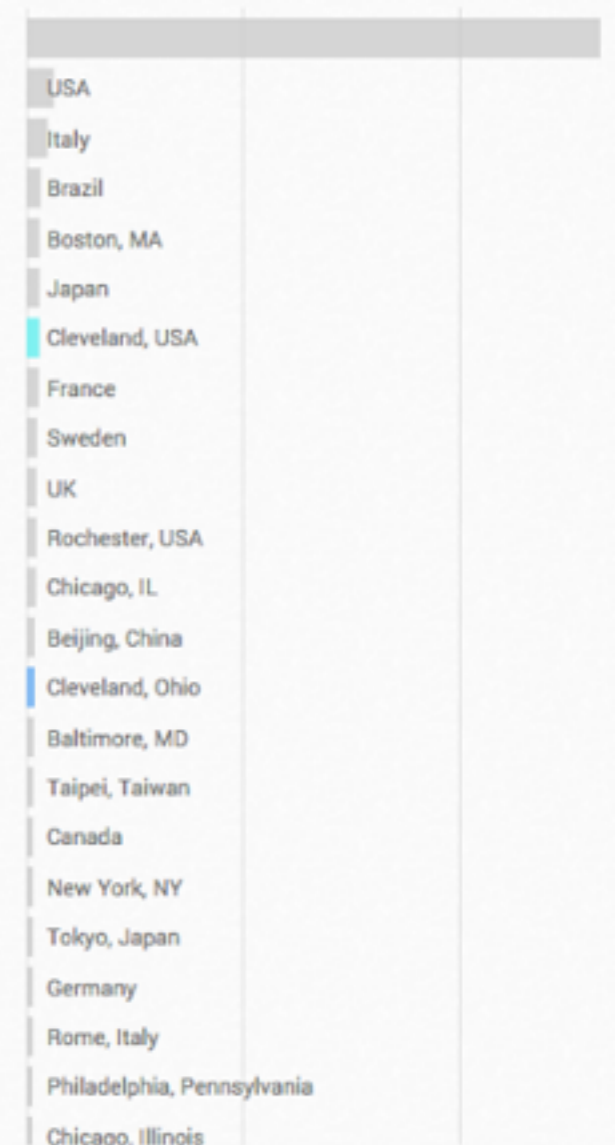 USA
Italy
Brazil
Boston, MA
Japan
Cleveland, USA
France
Sweden
UK
Rochester, USA
Chicago, IL
Beijing, China
Cleveland, Ohio
Baltimore, MD
Taipei, Taiwan
Canada
New York, NY
Tokyo, Japan
Germany
Rome, Italy
Philadelphia, Pennsylvania
Chicago, Illinois